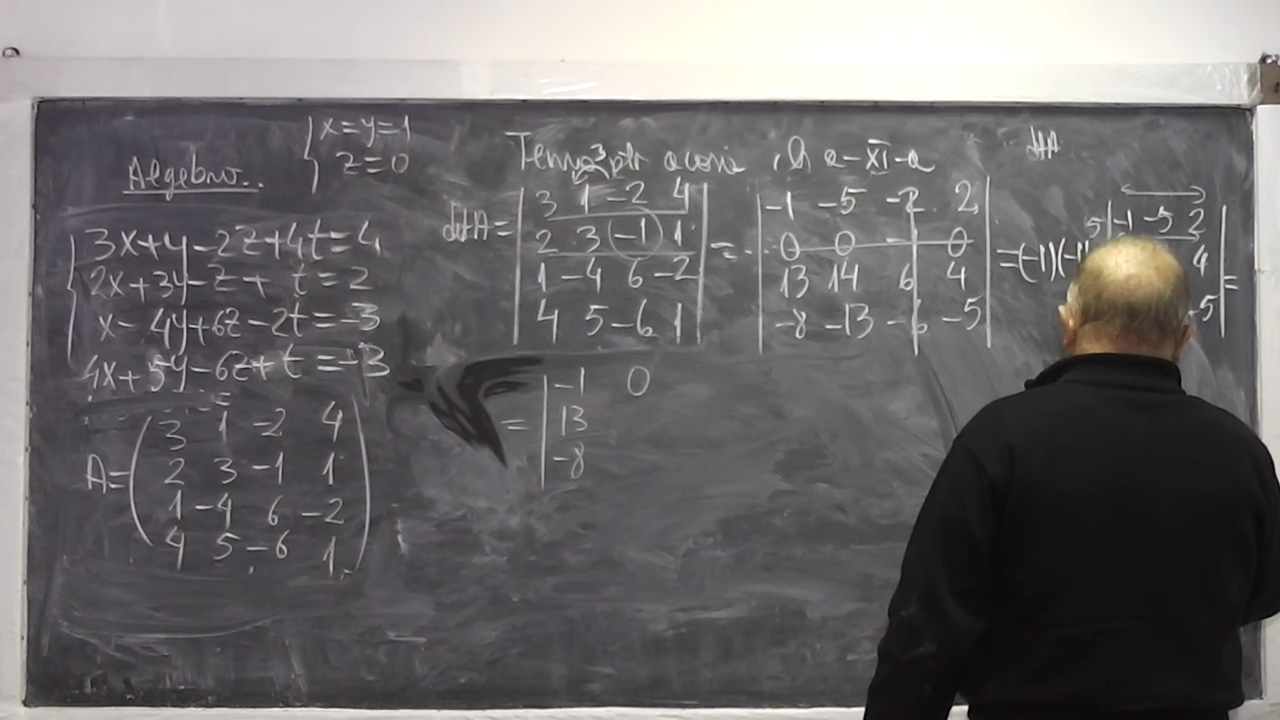 Algebra..
{ x=y=1
z=0
3x+y-2z+4t=4
2x+3y-z+t=2
x-4y+6z-2t=-3
4x+5y-6z+t=-3
A=
3 1 -2 4
2 3 -1 1
1 -4 6 -2
4 5 -6 1
a-XI-a
detA=
3 1 -2 4
2 3 (-1) 1
1 -4 6 -2
4 5 -6 1
=
-1 -5 -2 2
0 0 0
13 14 6 4
-8 -13 -6 -5
=(-1)(-1
5
-1 -5 2
4
-5
=
=
-1 0
13
-8